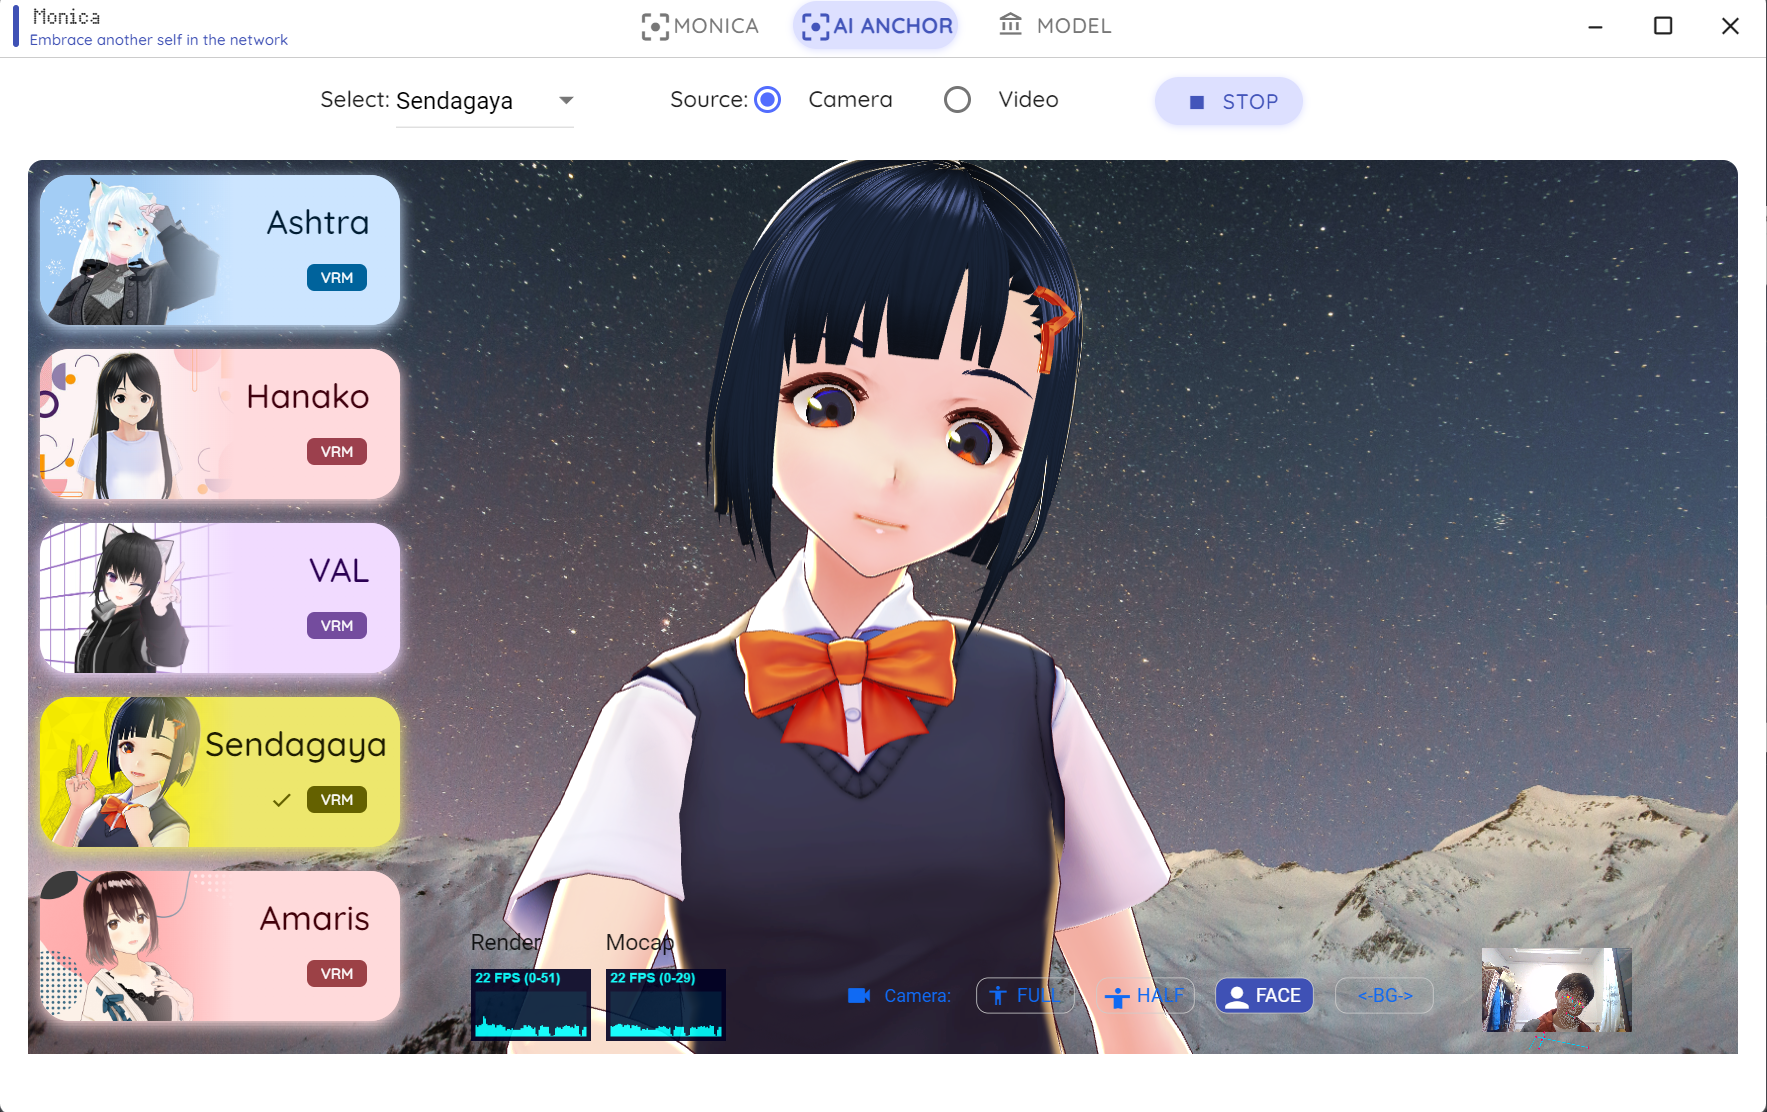 Monica
Embrace another self in the network
MONICA
AI ANCHOR
MODEL
Select: Sendagaya
Source: Camera Video
STOP
Ashtra
VRM
Hanako
VRM
VAL
VRM
Sendagaya
VRM
Amaris
VRM
Render
22 FPS (0-51)
Mocap
22 FPS (0-29)
Camera:
FULL
HALF
FACE
<-BG->